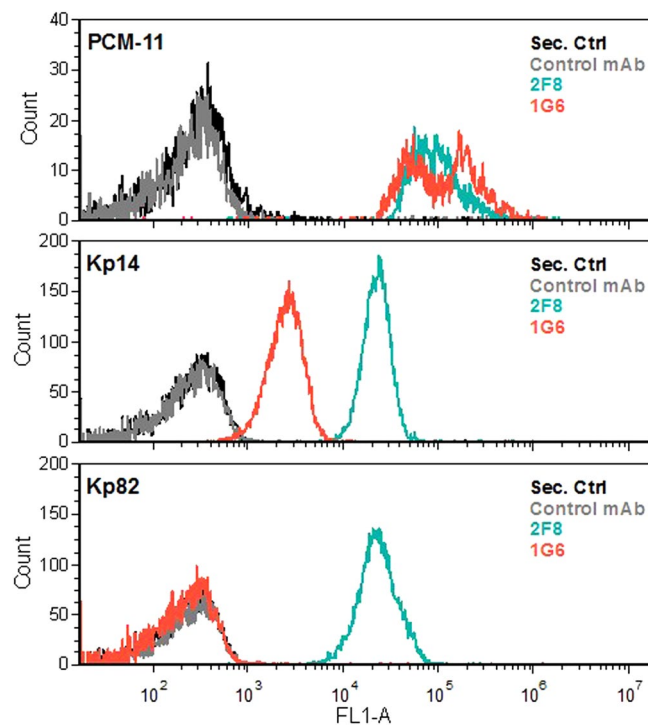 PCM-11
Sec. Ctrl
Control mAb
2F8
1G6
40
30
20
10
0
Count
Kp14
Sec. Ctrl
Control mAb
2F8
1G6
200
150
100
50
0
Count
Kp82
Sec. Ctrl
Control mAb
2F8
1G6
200
150
100
50
0
Count
10² 10³ 10⁴ 10⁵ 10⁶ 10⁷
FL1-A